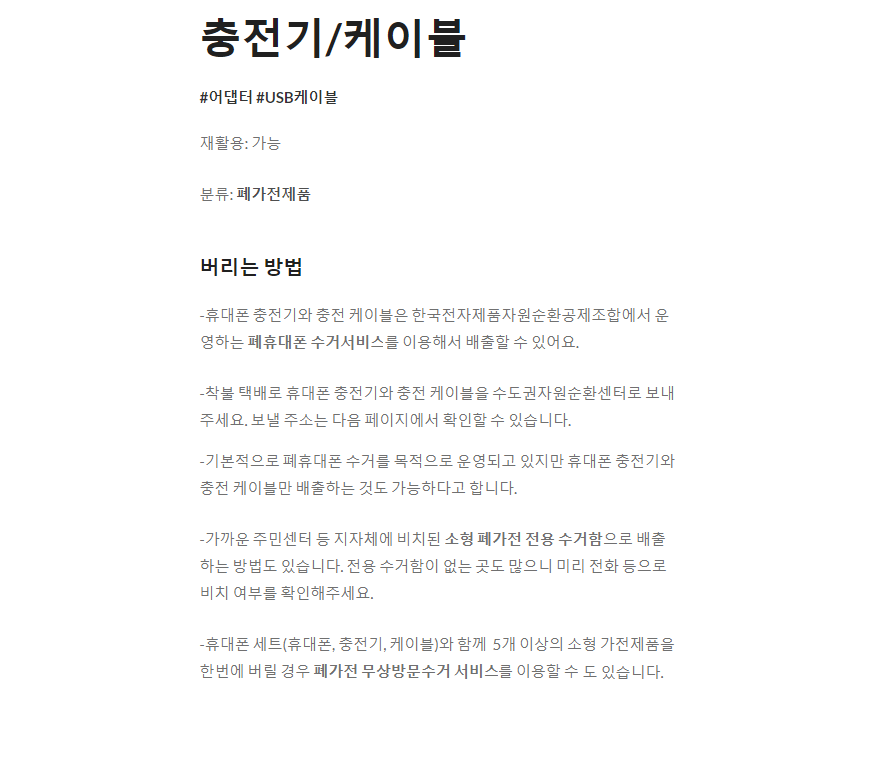 충전기/케이블
#어댑터 #USB케이블
재활용: 가능
분류: 폐가전제품
버리는 방법
-휴대폰 충전기와 충전 케이블은 한국전자제품자원순환공제조합에서 운
영하는 폐휴대폰 수거서비스를 이용해서 배출할 수 있어요.
-착불 택배로 휴대폰 충전기와 충전 케이블을 수도권자원순환센터로 보내
주세요. 보낼 주소는 다음 페이지에서 확인할 수 있습니다.
-기본적으로 폐휴대폰 수거를 목적으로 운영되고 있지만 휴대폰 충전기와
충전 케이블만 배출하는 것도 가능하다고 합니다.
-가까운 주민센터 등 지자체에 비치된 소형 폐가전 전용 수거함으로 배출
하는 방법도 있습니다. 전용 수거함이 없는 곳도 많으니 미리 전화 등으로
비치 여부를 확인해주세요.
-휴대폰 세트(휴대폰, 충전기, 케이블)와 함께 5개 이상의 소형 가전제품을
한번에 버릴 경우 폐가전 무상방문수거 서비스를 이용할 수 도 있습니다.